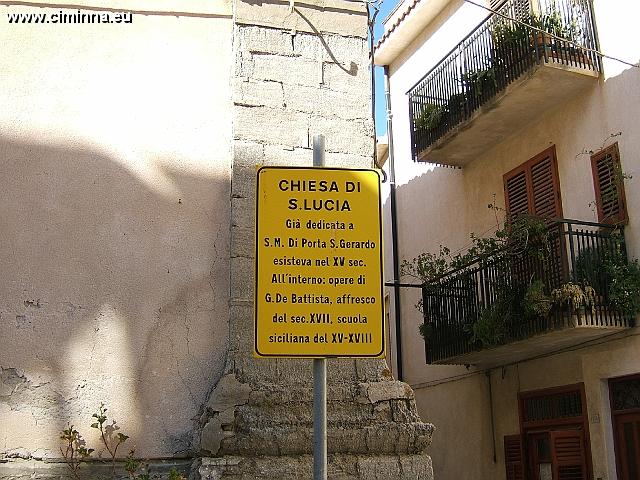 www.ciminna.eu
CHIESA DI
S.LUCIA
Già dedicata a
S.M. Di Porta S.Gerardo
esisteva nel XV sec.
All'interno: opere di
G.De Battista, affresco
del sec.XVII, scuola
siciliana del XV-XVIII